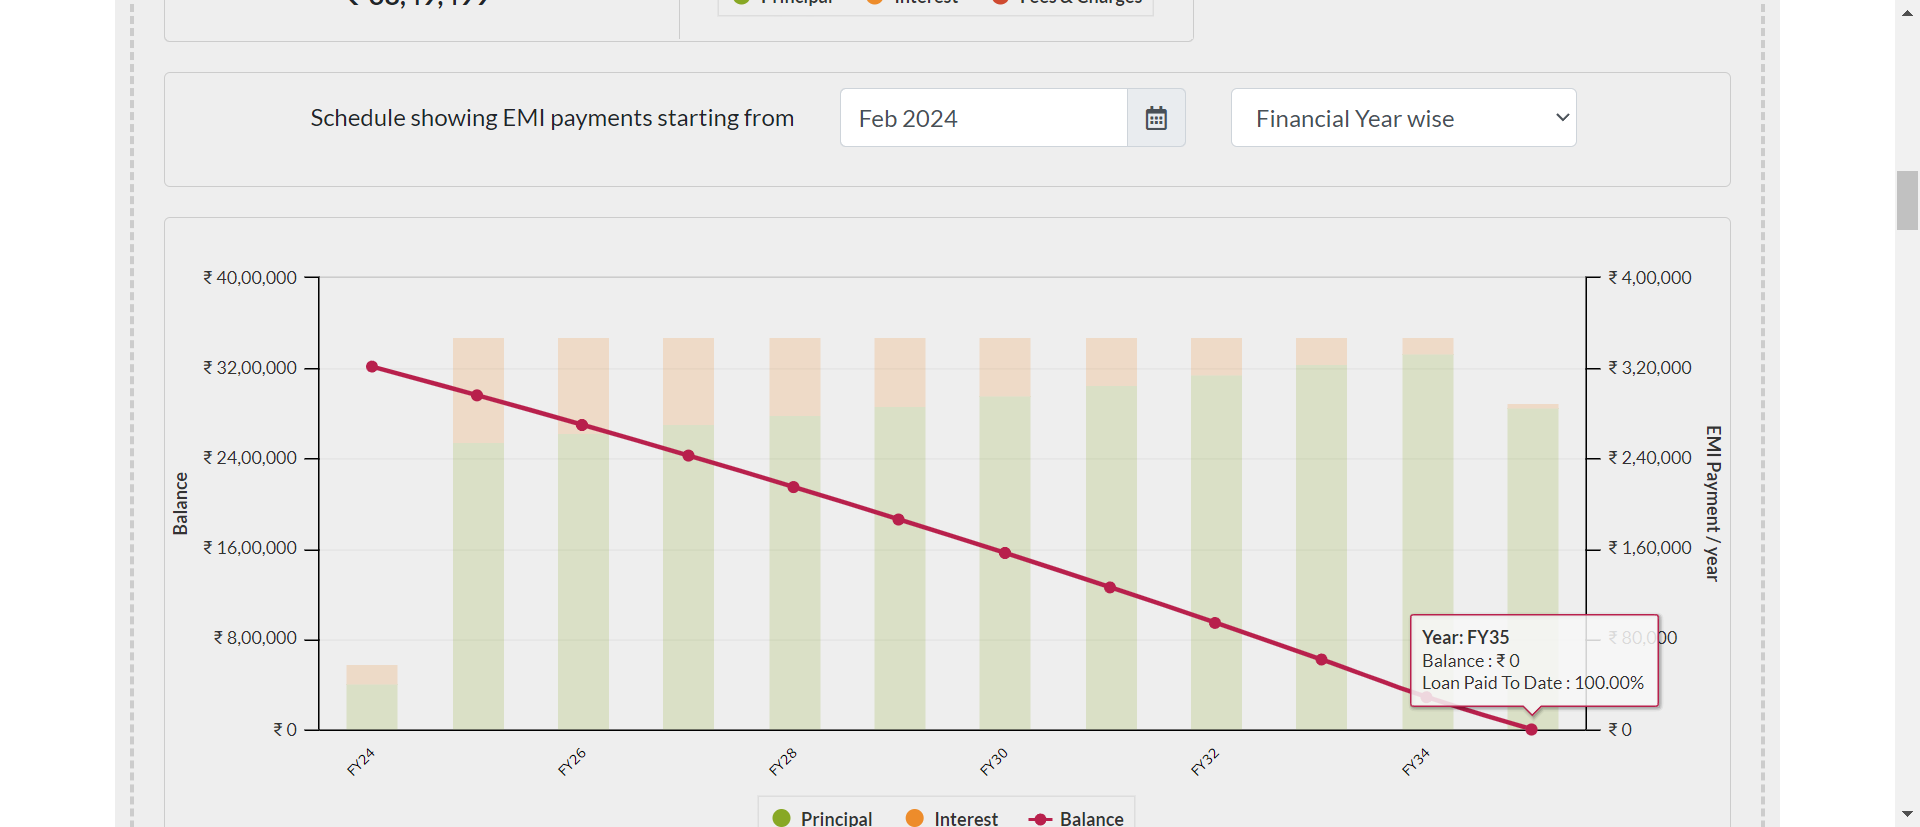 Principal Interest Fees & Charges
Schedule showing EMI payments starting from
Feb 2024
Financial Year wise
₹ 40,00,000
₹ 32,00,000
₹ 24,00,000
₹ 16,00,000
₹ 8,00,000
₹ 0
Balance
₹ 4,00,000
₹ 3,20,000
₹ 2,40,000
₹ 1,60,000
₹ 80,000
₹ 0
EMI Payment / year
Year: FY35
Balance : ₹ 0
Loan Paid To Date : 100.00%
FY24
FY26
FY28
FY30
FY32
FY34
Principal Interest Balance